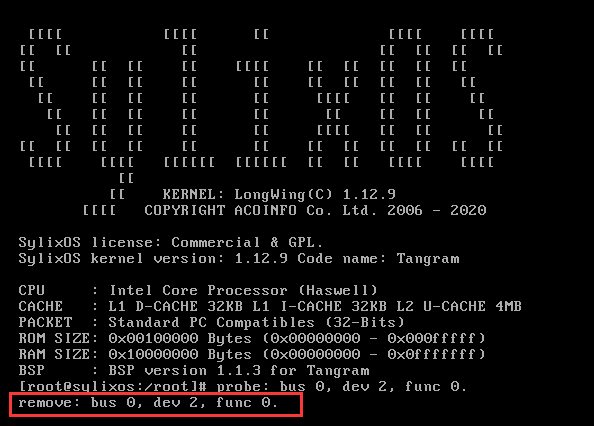 SylixOS
KERNEL: LongWing(C) 1.12.9
COPYRIGHT ACOINFO Co. Ltd. 2006 - 2020
SylixOS license: Commercial & GPL.
SylixOS kernel version: 1.12.9 Code name: Tangram
CPU     : Intel Core Processor (Haswell)
CACHE   : L1 D-CACHE 32KB L1 I-CACHE 32KB L2 U-CACHE 4MB
PACKET  : Standard PC Compatibles (32-Bits)
ROM SIZE: 0x00100000 Bytes (0x00000000 - 0x000fffff)
RAM SIZE: 0x10000000 Bytes (0x00000000 - 0x0fffffff)
BSP     : BSP version 1.1.3 for Tangram
[root@sylixos:/root]# probe: bus 0, dev 2, func 0.
remove: bus 0, dev 2, func 0.